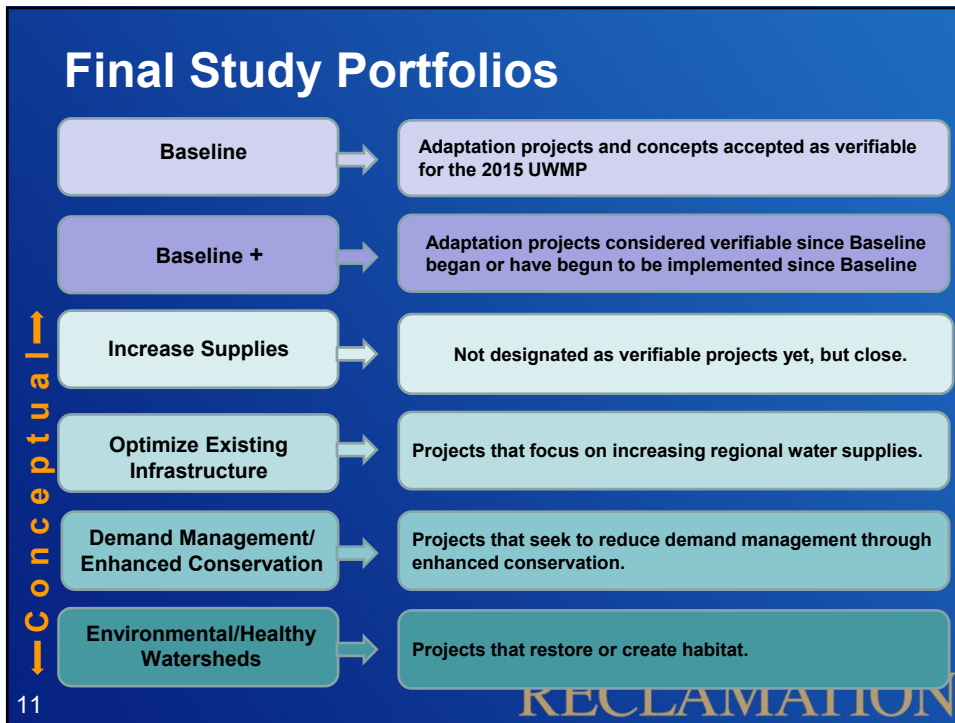 Final Study Portfolios
Baseline
Adaptation projects and concepts accepted as verifiable
for the 2015 UWMP
Baseline +
Adaptation projects considered verifiable since Baseline
began or have begun to be implemented since Baseline
Conceptual
Increase Supplies
Not designated as verifiable projects yet, but close.
Optimize Existing
Infrastructure
Projects that focus on increasing regional water supplies.
Demand Management/
Enhanced Conservation
Projects that seek to reduce demand management through
enhanced conservation.
Environmental/Healthy
Watersheds
Projects that restore or create habitat.
11
RECLAMATION